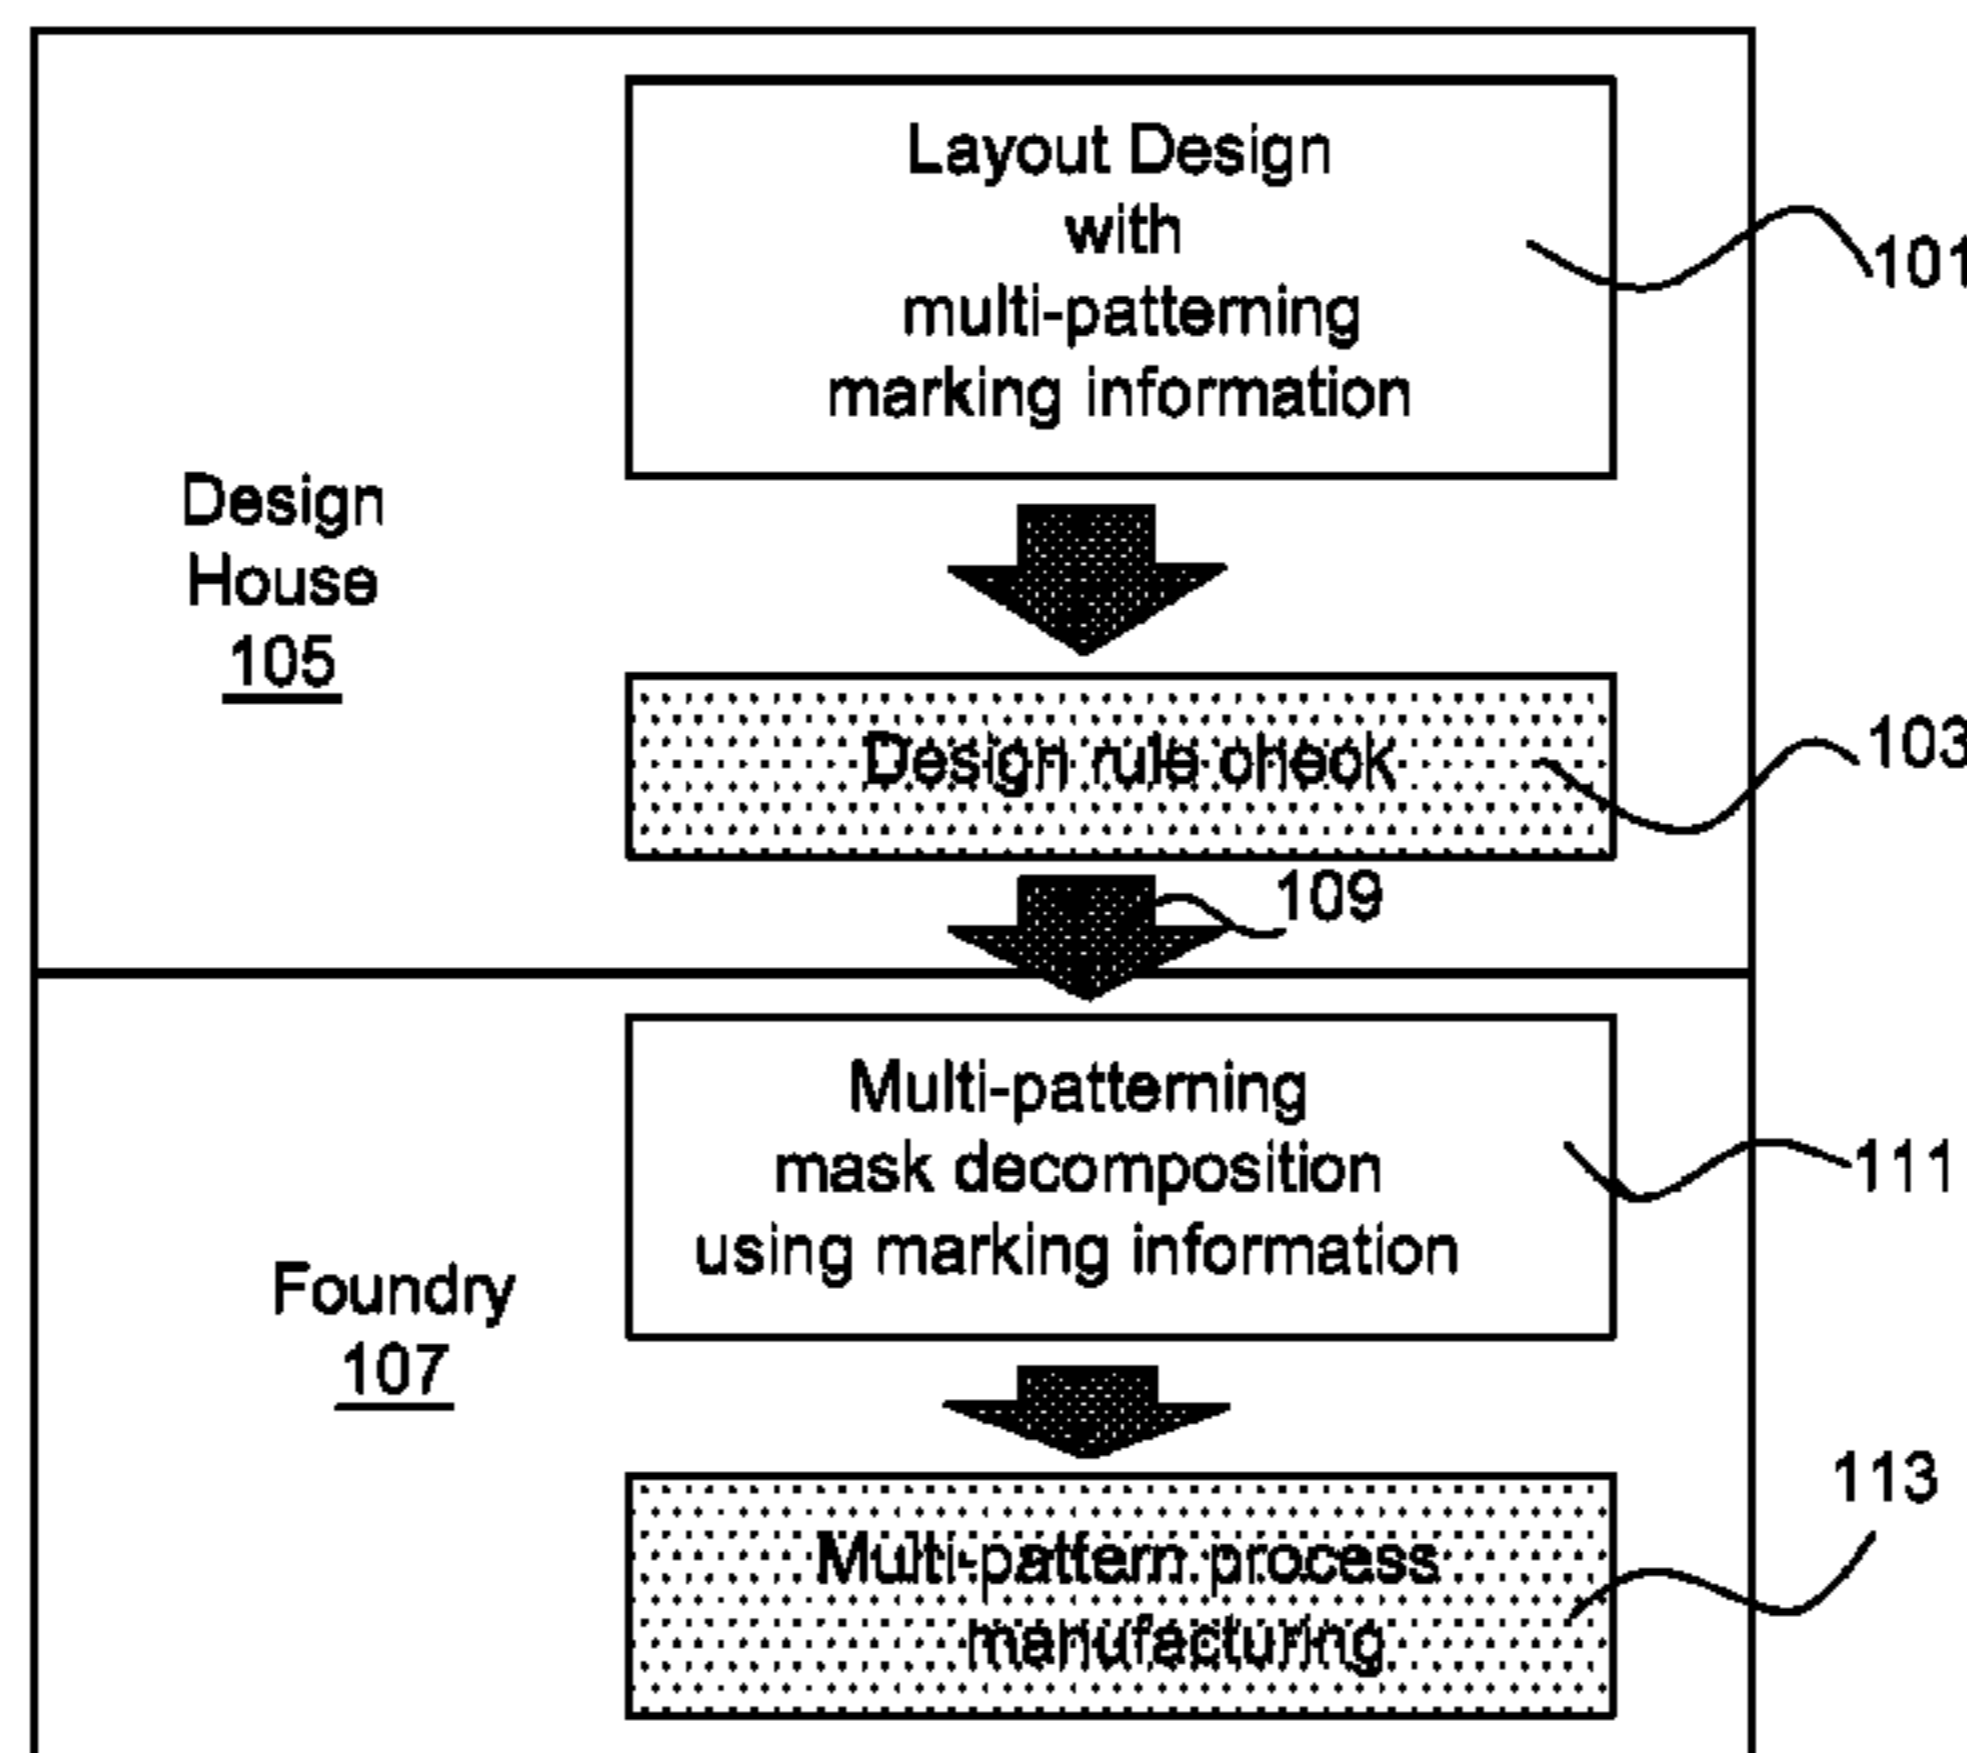 Layout Design
with
multi-patterning
marking information
101
Design
House
105
Design rule check
103
109
Multi-patterning
mask decomposition
using marking information
111
Foundry
107
Multi-pattern process
manufacturing
113